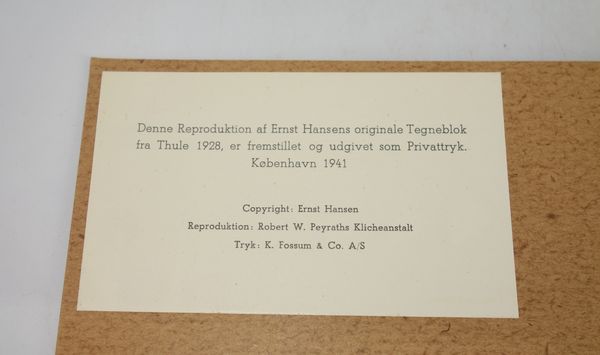 Denne Reproduktion af Ernst Hansens originale Tegneblok
fra Thule 1928, er fremstillet og udgivet som Privattryk.
København 1941
Copyright: Ernst Hansen
Reproduktion: Robert W. Peyraths Klicheanstalt
Tryk: K. Fossum & Co. A/S